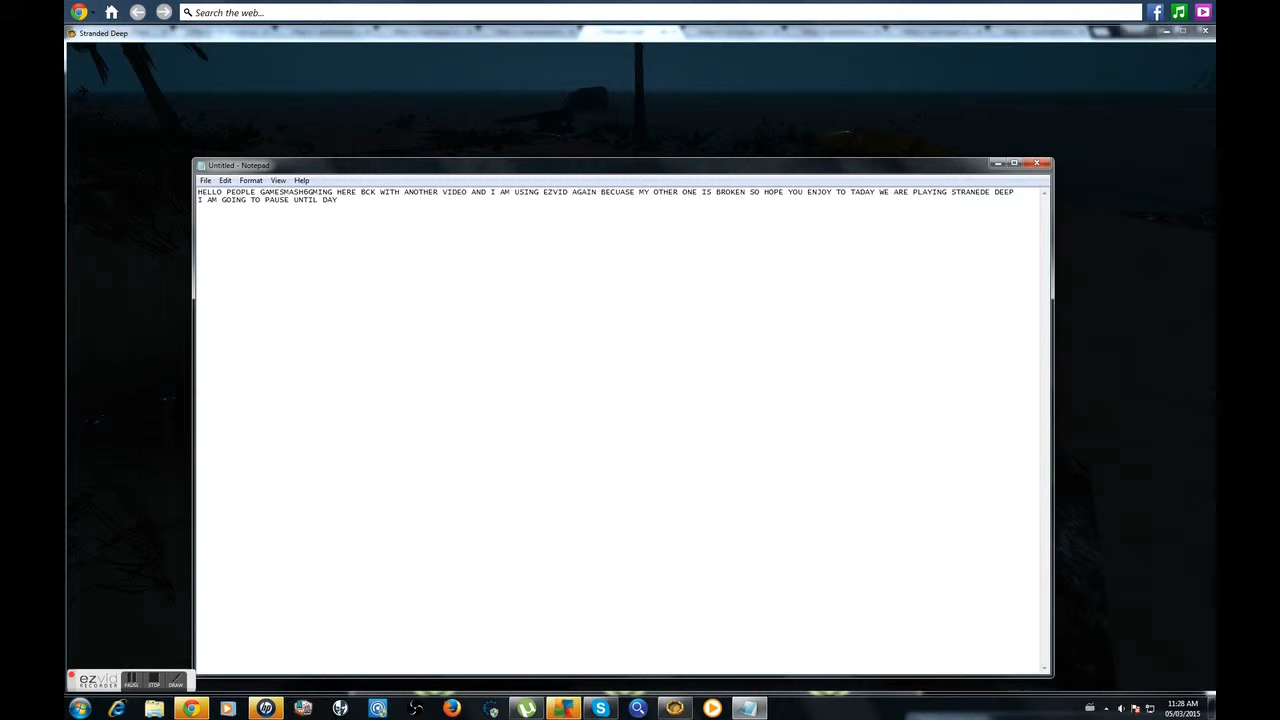 Search the web...
Stranded Deep
Untitled - Notepad
File Edit Format View Help
HELLO PEOPLE GAMESMASH6GMING HERE BCK WITH ANOTHER VIDEO AND I AM USING EZVID AGAIN BECUASE MY OTHER ONE IS BROKEN SO HOPE YOU ENJOY TO TADAY WE ARE PLAYING STRANEDE DEEP
I AM GOING TO PAUSE UNTIL DAY
ezvid
RECORDER
PAUSE STOP DRAW
11:28 AM
05/03/2015